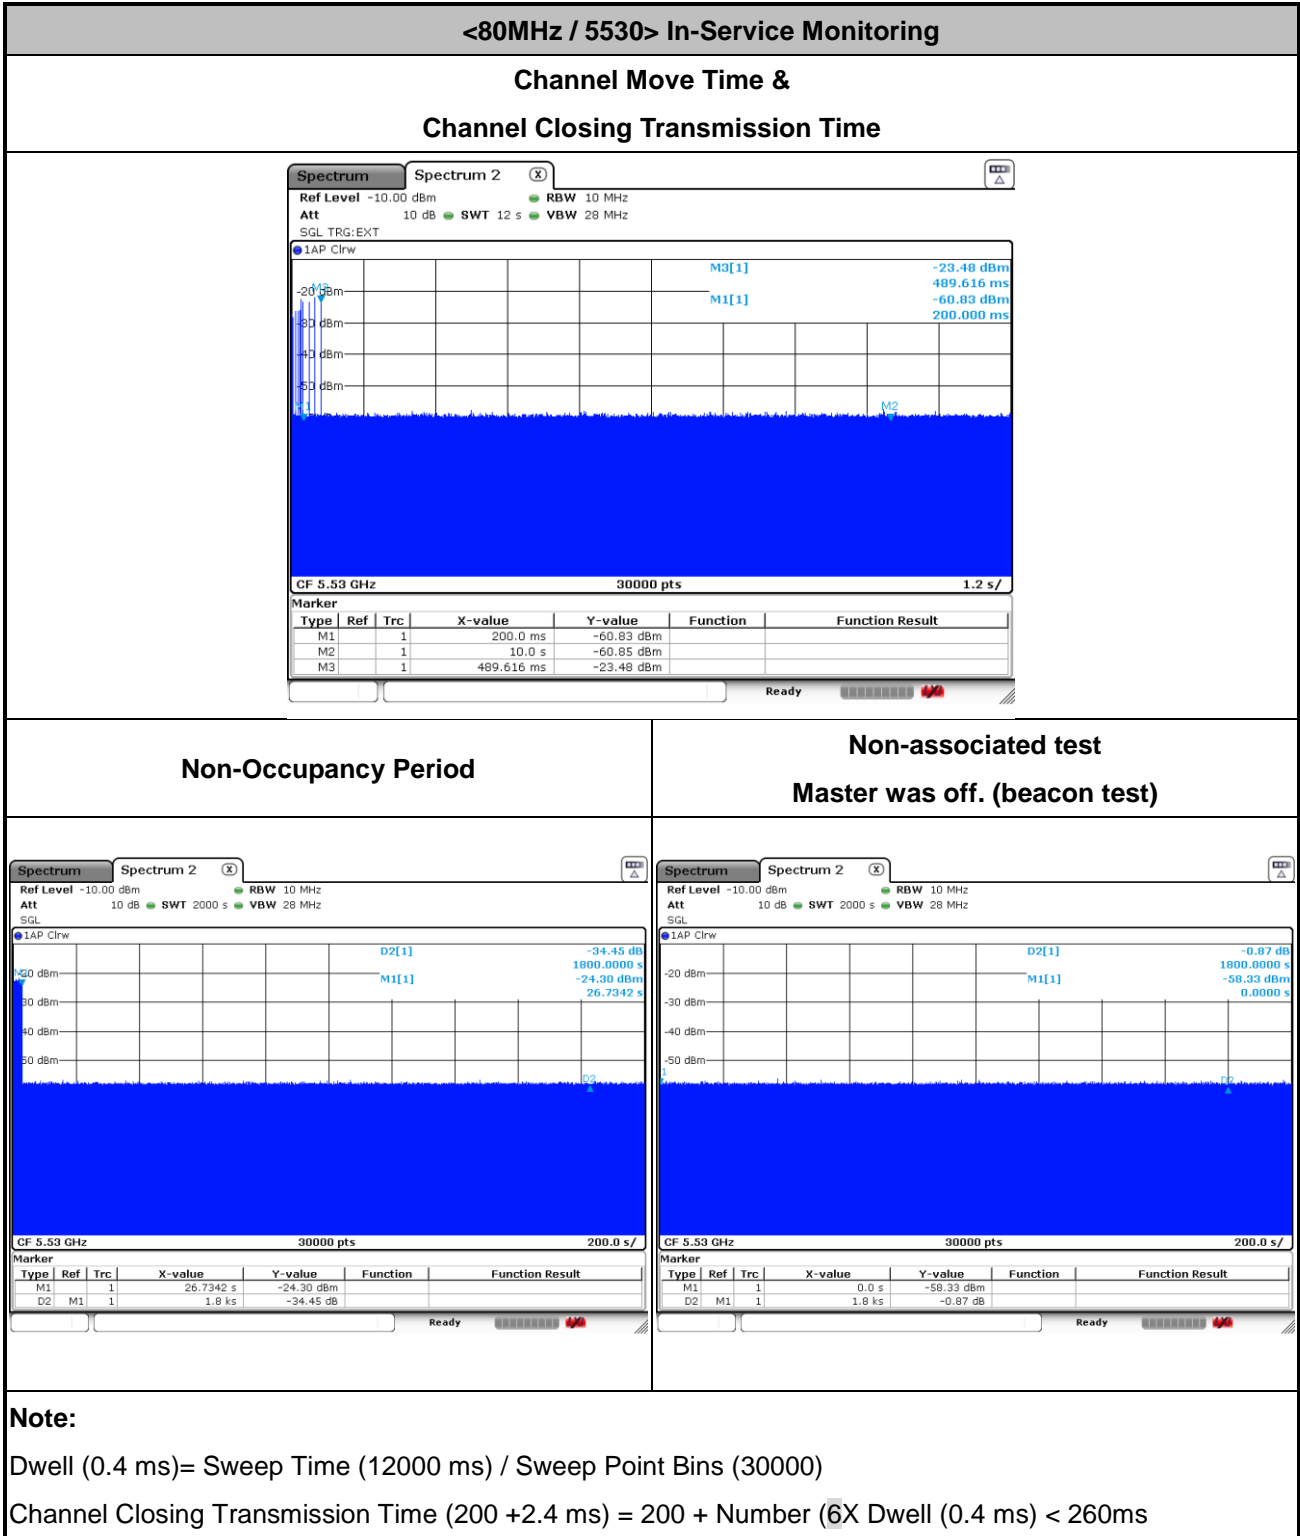 <80MHz / 5530> In-Service Monitoring
Channel Move Time &
Channel Closing Transmission Time
Spectrum Spectrum 2 X
Ref Level -10.00 dBm RBW 10 MHz
Att 10 dB SWT 12 s VBW 28 MHz
SGL TRG:EXT
1AP Clrw
M3[1] -23.48 dBm
489.616 ms
M1[1] -60.83 dBm
200.000 ms
-20 dBm
M3
-30 dBm
-40 dBm
-50 dBm
M1
M2
CF 5.53 GHz 30000 pts 1.2 s/
Marker
Type Ref Trc X-value Y-value Function Function Result
M1 1 200.0 ms -60.83 dBm
M2 1 10.0 s -60.85 dBm
M3 1 489.616 ms -23.48 dBm
Ready
Non-Occupancy Period
Non-associated test
Master was off. (beacon test)
Spectrum Spectrum 2 X
Ref Level -10.00 dBm RBW 10 MHz
Att 10 dB SWT 2000 s VBW 28 MHz
SGL
1AP Clrw
D2[1] -34.45 dB
1800.0000 s
M1[1] -24.30 dBm
26.7342 s
-20 dBm
-30 dBm
-40 dBm
-50 dBm
D2
CF 5.53 GHz 30000 pts 200.0 s/
Marker
Type Ref Trc X-value Y-value Function Function Result
M1 1 26.7342 s -24.30 dBm
D2 M1 1 1.8 ks -34.45 dB
Ready
Spectrum Spectrum 2 X
Ref Level -10.00 dBm RBW 10 MHz
Att 10 dB SWT 2000 s VBW 28 MHz
SGL
1AP Clrw
D2[1] -0.87 dB
1800.0000 s
M1[1] -58.33 dBm
0.0000 s
-20 dBm
-30 dBm
-40 dBm
-50 dBm
D2
CF 5.53 GHz 30000 pts 200.0 s/
Marker
Type Ref Trc X-value Y-value Function Function Result
M1 1 0.0 s -58.33 dBm
D2 M1 1 1.8 ks -0.87 dB
Ready
Note:
Dwell (0.4 ms)= Sweep Time (12000 ms) / Sweep Point Bins (30000)
Channel Closing Transmission Time (200 +2.4 ms) = 200 + Number (6X Dwell (0.4 ms) < 260ms